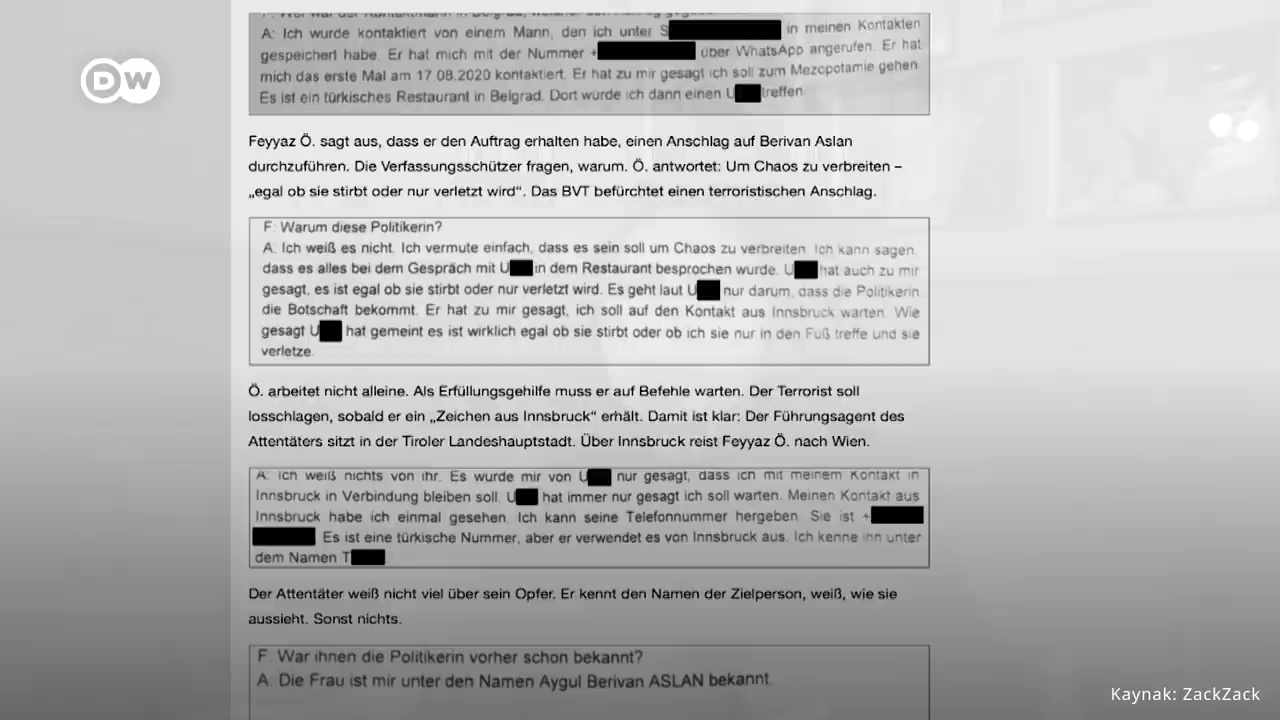 DW
A: Ich wurde kontaktiert von einem Mann, den ich unter S in meinen Kontakten
gespeichert habe. Er hat mich mit der Nummer + über WhatsApp angerufen. Er hat
mich das erste Mal am 17 08.2020 kontaktiert. Er hat zu mir gesagt ich soll zum Mezopotamie gehen.
Es ist ein türkisches Restaurant in Belgrad. Dort würde ich dann einen U treffen
Feyyaz Ö. sagt aus, dass er den Auftrag erhalten habe, einen Anschlag auf Berivan Aslan
durchzuführen. Die Verfassungsschützer fragen, warum. Ö. antwortet: Um Chaos zu verbreiten –
„egal ob sie stirbt oder nur verletzt wird“. Das BVT befürchtet einen terroristischen Anschlag.
F: Warum diese Politikerin?
A: Ich weiß es nicht. Ich vermute einfach, dass es sein soll um Chaos zu verbreiten. Ich kann sagen,
dass es alles bei dem Gespräch mit U in dem Restaurant besprochen wurde. U hat auch zu mir
gesagt, es ist egal ob sie stirbt oder nur verletzt wird. Es geht laut U nur darum, dass die Politikerin
die Botschaft bekommt. Er hat zu mir gesagt, ich soll auf den Kontakt aus Innsbruck warten. Wie
gesagt U hat gemeint es ist wirklich egal ob sie stirbt oder ob ich sie nur in den Fuß treffe und sie
verletze.
Ö. arbeitet nicht alleine. Als Erfüllungsgehilfe muss er auf Befehle warten. Der Terrorist soll
losschlagen, sobald er ein „Zeichen aus Innsbruck“ erhält. Damit ist klar: Der Führungsagent des
Attentäters sitzt in der Tiroler Landeshauptstadt. Über Innsbruck reist Feyyaz Ö. nach Wien.
A: Ich weiß nichts von ihr. Es wurde mir von U nur gesagt, dass ich mit meinem Kontakt in
Innsbruck in Verbindung bleiben soll. U hat immer nur gesagt ich soll warten. Meinen Kontakt aus
Innsbruck habe ich einmal gesehen. Ich kann seine Telefonnummer hergeben. Sie ist +
Es ist eine türkische Nummer, aber er verwendet es von Innsbruck aus. Ich kenne ihn unter
dem Namen T
Der Attentäter weiß nicht viel über sein Opfer. Er kennt den Namen der Zielperson, weiß, wie sie
aussieht. Sonst nichts.
F: War ihnen die Politikerin vorher schon bekannt?
A: Die Frau ist mir unter den Namen Aygul Berivan ASLAN bekannt.
Kaynak: ZackZack